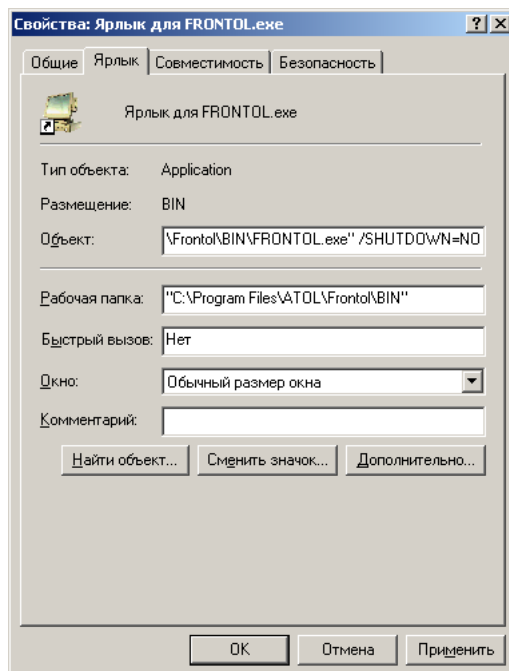 Свойства: Ярлык для FRONTOL.exe
Общие Ярлык Совместимость Безопасность
Ярлык для FRONTOL.exe
Тип объекта: Application
Размещение: BIN
Объект: \Frontol\BIN\FRONTOL.exe" /SHUTDOWN=NO
Рабочая папка: "C:\Program Files\ATOL\Frontol\BIN"
Быстрый вызов: Нет
Окно: Обычный размер окна
Комментарий:
Найти объект... Сменить значок... Дополнительно...
OK Отмена Применить